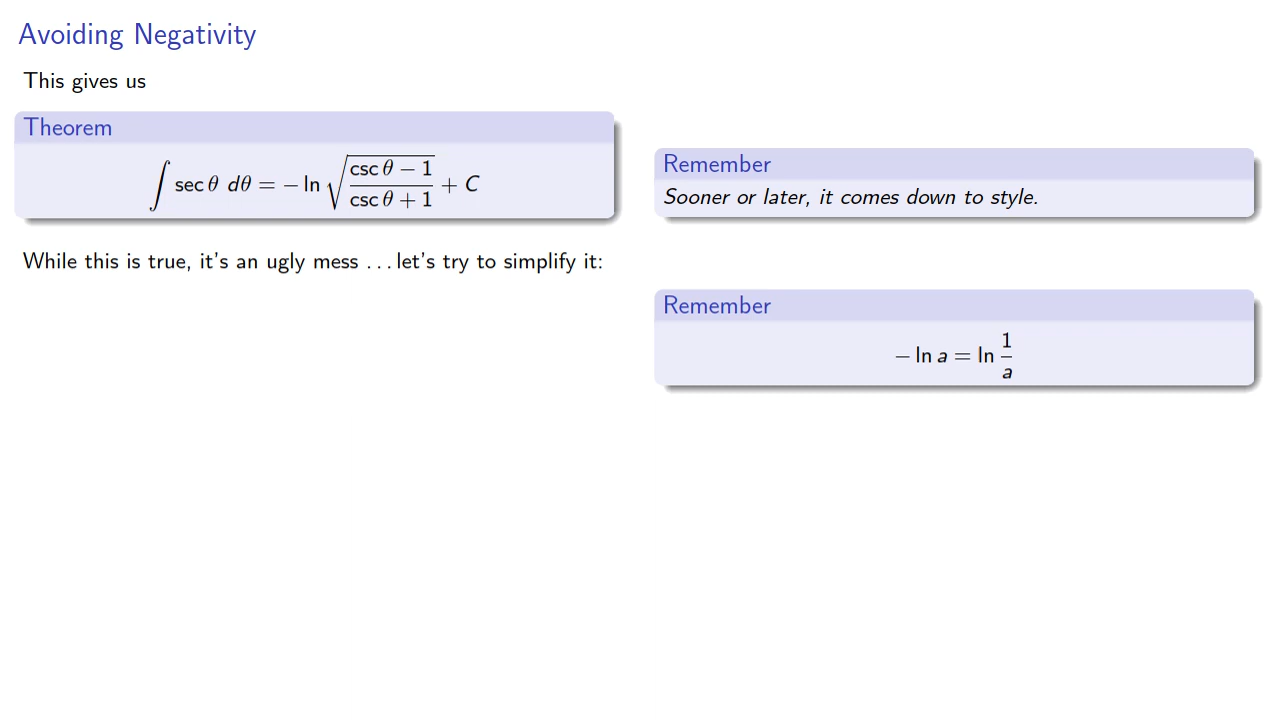 Avoiding Negativity
This gives us
Theorem
∫ sec θ dθ = − ln √((csc θ − 1)/(csc θ + 1)) + C
While this is true, it's an ugly mess . . . let's try to simplify it:
Remember
Sooner or later, it comes down to style.
Remember
− ln a = ln 1/a